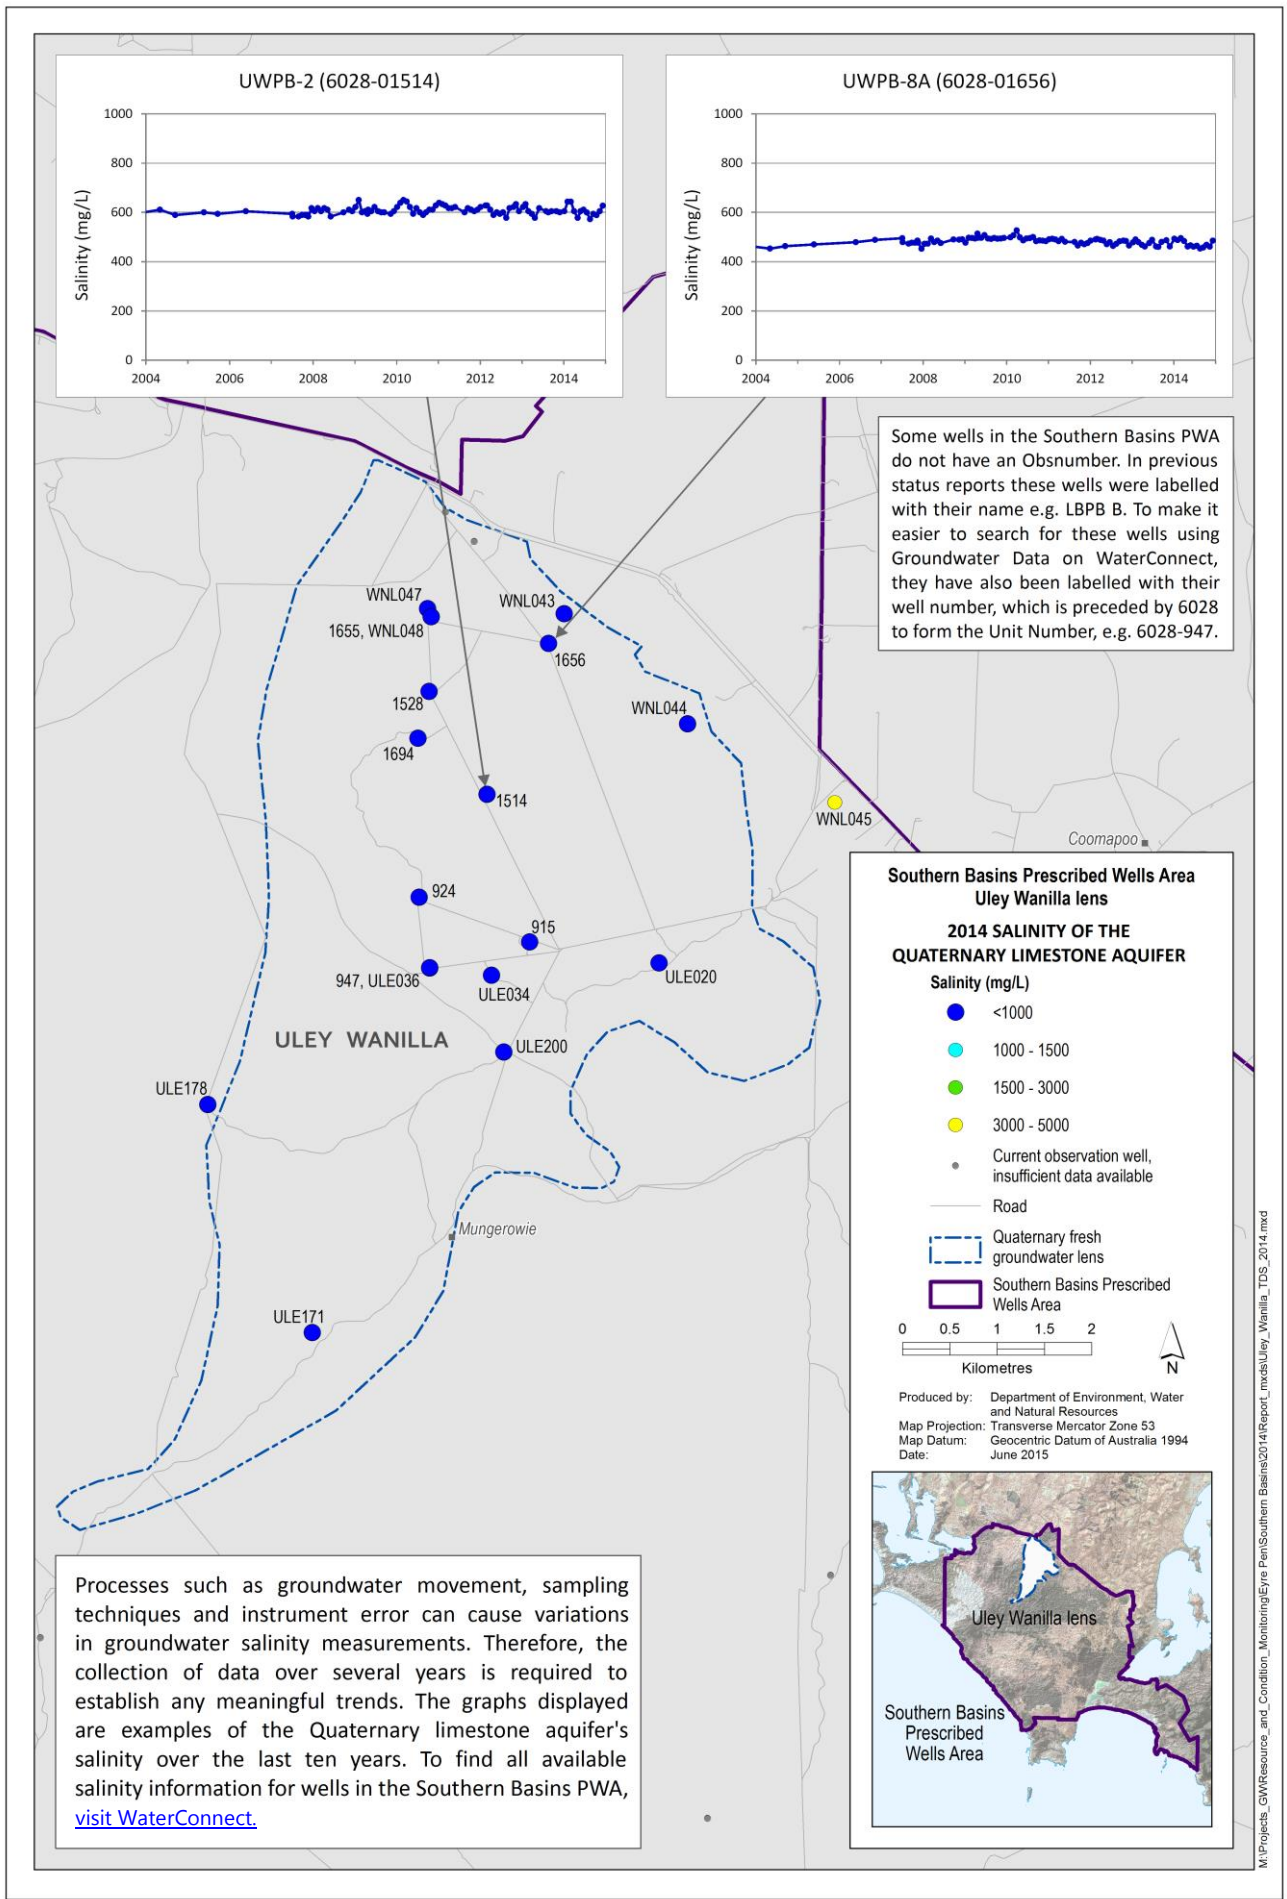 UWPB-2 (6028-01514)
1000
800
600
400
200
0
Salinity (mg/L)
2004
2006
2008
2010
2012
2014
UWPB-8A (6028-01656)
1000
800
600
400
200
0
Salinity (mg/L)
2004
2006
2008
2010
2012
2014
Some wells in the Southern Basins PWA
do not have an Obsnumber. In previous
status reports these wells were labelled
with their name e.g. LBPB B. To make it
easier to search for these wells using
Groundwater Data on WaterConnect,
they have also been labelled with their
well number, which is preceded by 6028
to form the Unit Number, e.g. 6028-947.
WNL047
WNL043
1655, WNL048
1656
1528
WNL044
1694
1514
WNL045
Coomapoo
924
915
947, ULE036
ULE034
ULE020
ULEY WANILLA
ULE200
ULE178
Mungerowie
ULE171
Southern Basins Prescribed Wells Area
Uley Wanilla lens
2014 SALINITY OF THE
QUATERNARY LIMESTONE AQUIFER
Salinity (mg/L)
<1000
1000 - 1500
1500 - 3000
3000 - 5000
Current observation well,
insufficient data available
Road
Quaternary fresh
groundwater lens
Southern Basins Prescribed
Wells Area
0 0.5 1 1.5 2
Kilometres
N
Produced by: Department of Environment, Water
and Natural Resources
Map Projection: Transverse Mercator Zone 53
Map Datum: Geocentric Datum of Australia 1994
Date: June 2015
Uley Wanilla lens
Southern Basins
Prescribed
Wells Area
Processes such as groundwater movement, sampling
techniques and instrument error can cause variations
in groundwater salinity measurements. Therefore, the
collection of data over several years is required to
establish any meaningful trends. The graphs displayed
are examples of the Quaternary limestone aquifer's
salinity over the last ten years. To find all available
salinity information for wells in the Southern Basins PWA,
visit WaterConnect.
M:\Projects_GW\Resource_and_Condition_Monitoring\Eyre Pen\Southern Basins\2014\Report_mxds\Uley_Wanilla_TDS_2014.mxd